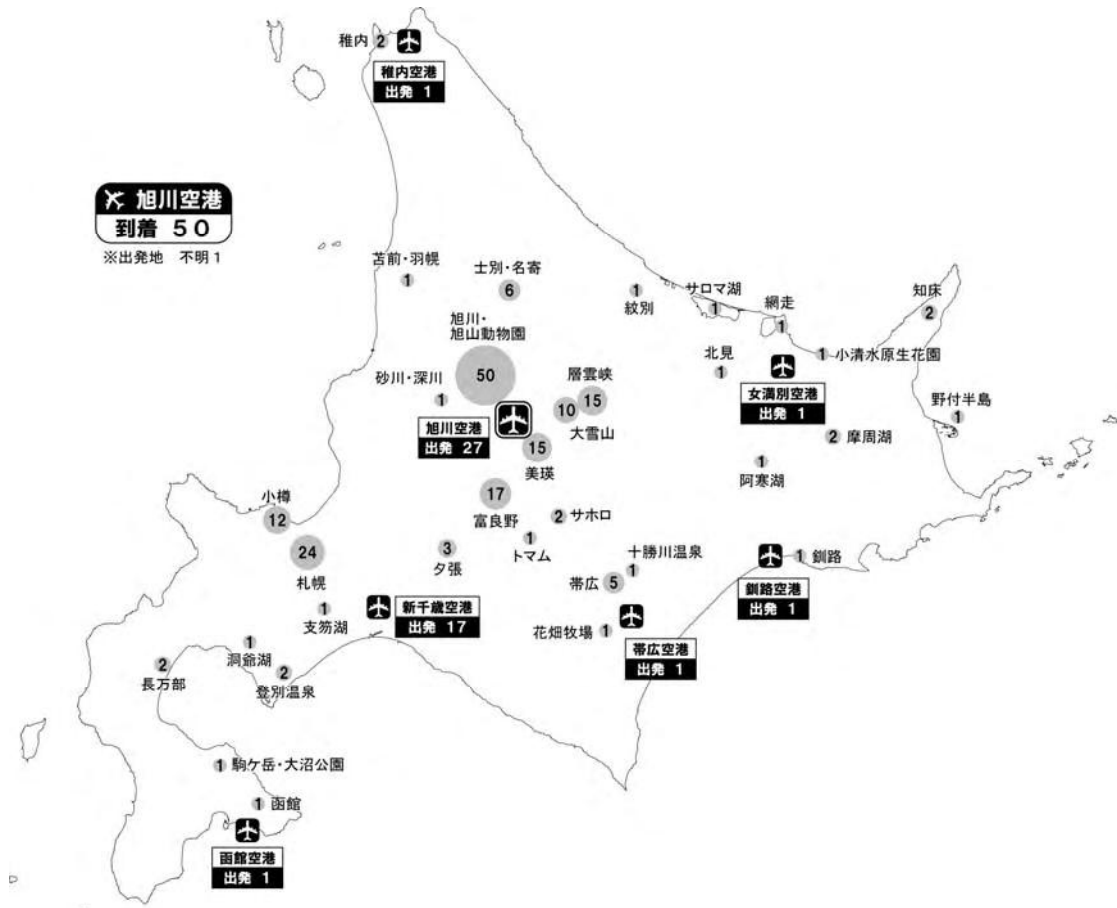 稚内
2
稚内空港
出発 1
旭川空港
到着 50
※出発地 不明1
苫前・羽幌
1
士別・名寄
6
紋別
1
サロマ湖
1
網走
1
知床
2
小清水原生花園
1
旭川・
旭山動物園
50
砂川・深川
1
層雲峡
15
10
大雪山
北見
1
女満別空港
出発 1
野付半島
1
旭川空港
出発 27
15
美瑛
摩周湖
2
1
阿寒湖
小樽
12
17
富良野
2
サホロ
1
トマム
24
札幌
3
夕張
十勝川温泉
1
帯広
5
1
釧路
釧路空港
出発 1
1
支笏湖
新千歳空港
出発 17
花畑牧場
1
帯広空港
出発 1
1
洞爺湖
2
長万部
2
登別温泉
1
駒ケ岳・大沼公園
1
函館
函館空港
出発 1